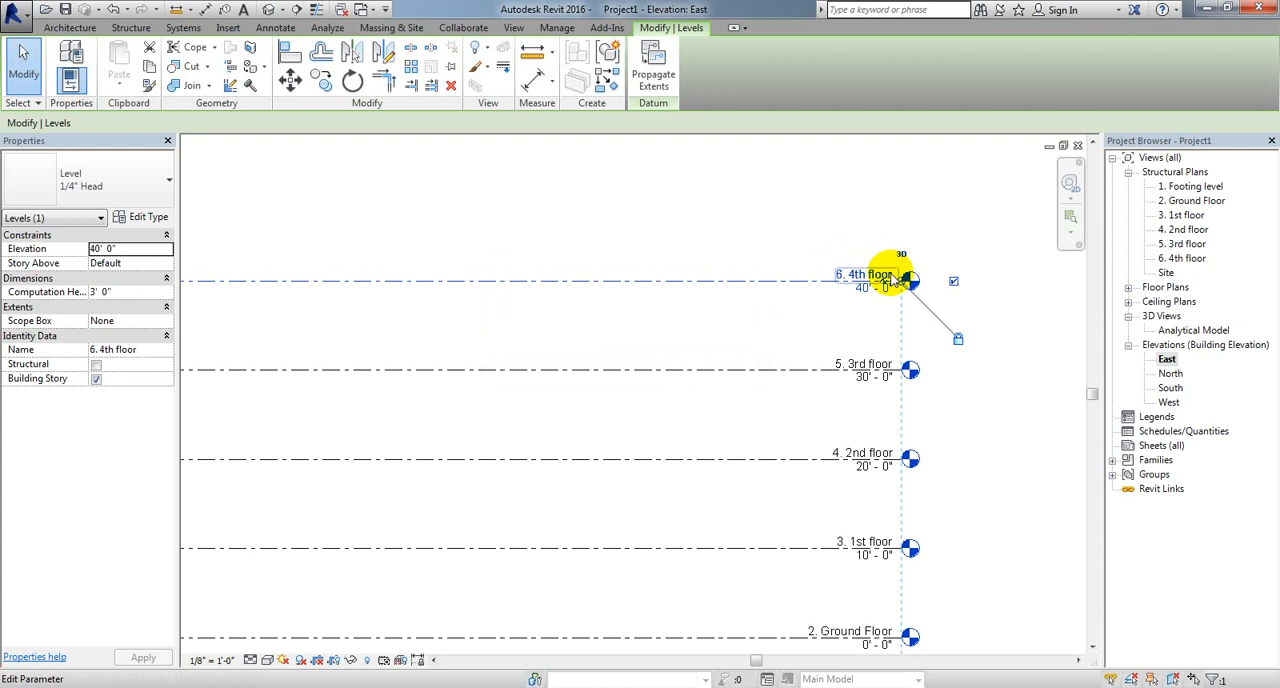 Autodesk Revit 2016 - Project1 - Elevation: East
Type a keyword or phrase
Sign In
Architecture Structure Systems Insert Annotate Analyze Massing & Site Collaborate View Manage Add-Ins Modify | Levels
Modify
Paste
Cope
Cut
Join
Propagate
Extents
Select Properties Clipboard Geometry Modify View Measure Create Datum
Modify | Levels
Properties
Level
1/4" Head
Levels (1)
Edit Type
Constraints
Elevation 40' 0"
Story Above Default
Dimensions
Computation He... 3' 0"
Extents
Scope Box None
Identity Data
Name 6. 4th floor
Structural
Building Story
Properties help
Apply
3D
6. 4th floor
40' - 0"
5. 3rd floor
30' - 0"
4. 2nd floor
20' - 0"
3. 1st floor
10' - 0"
2. Ground Floor
0' - 0"
2D
Project Browser - Project1
Views (all)
Structural Plans
1. Footing level
2. Ground Floor
3. 1st floor
4. 2nd floor
5. 3rd floor
6. 4th floor
Site
Floor Plans
Ceiling Plans
3D Views
Analytical Model
Elevations (Building Elevation)
East
North
South
West
Legends
Schedules/Quantities
Sheets (all)
Families
Groups
Revit Links
1/8" = 1'-0"
Edit Parameter
:0
Main Model
:1